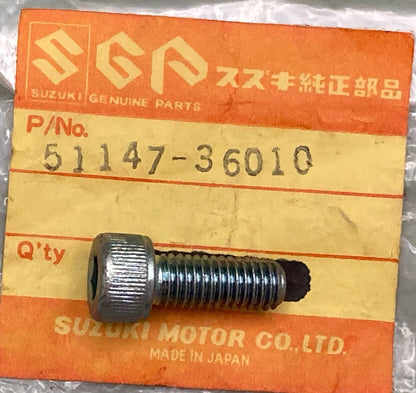 SGP スズキ純正部品
SUZUKI GENUINE PARTS
P/No.
51147-36010
Q'ty
SUZUKI MOTOR CO.,LTD.
MADE IN JAPAN